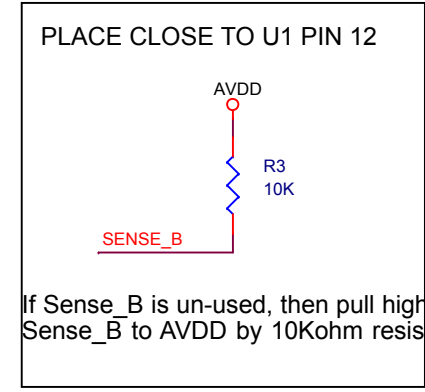 PLACE CLOSE TO U1 PIN 12
AVDD
R3
10K
SENSE_B
If Sense_B is un-used, then pull high
Sense_B to AVDD by 10Kohm resis